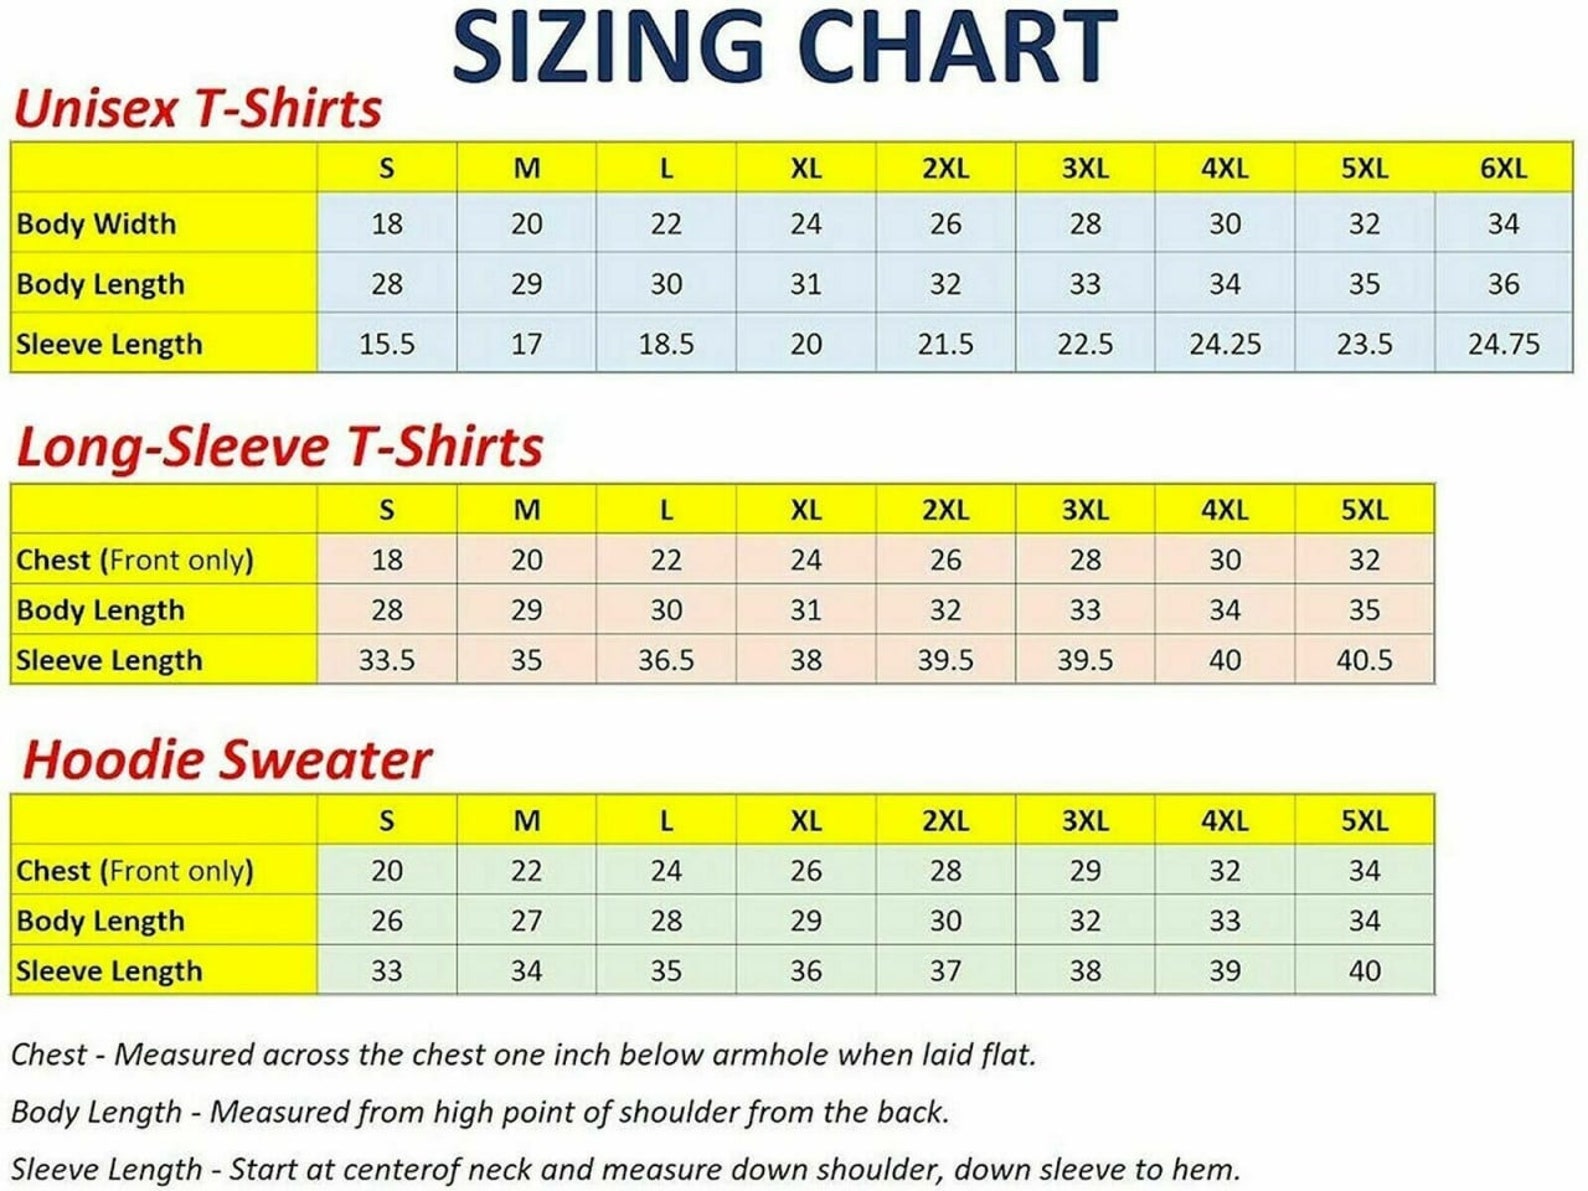 SIZING CHART
Unisex T-Shirts
S M L XL 2XL 3XL 4XL 5XL 6XL
Body Width 18 20 22 24 26 28 30 32 34
Body Length 28 29 30 31 32 33 34 35 36
Sleeve Length 15.5 17 18.5 20 21.5 22.5 24.25 23.5 24.75
Long-Sleeve T-Shirts
S M L XL 2XL 3XL 4XL 5XL
Chest (Front only) 18 20 22 24 26 28 30 32
Body Length 28 29 30 31 32 33 34 35
Sleeve Length 33.5 35 36.5 38 39.5 39.5 40 40.5
Hoodie Sweater
S M L XL 2XL 3XL 4XL 5XL
Chest (Front only) 20 22 24 26 28 29 32 34
Body Length 26 27 28 29 30 32 33 34
Sleeve Length 33 34 35 36 37 38 39 40
Chest - Measured across the chest one inch below armhole when laid flat.
Body Length - Measured from high point of shoulder from the back.
Sleeve Length - Start at centerof neck and measure down shoulder, down sleeve to hem.